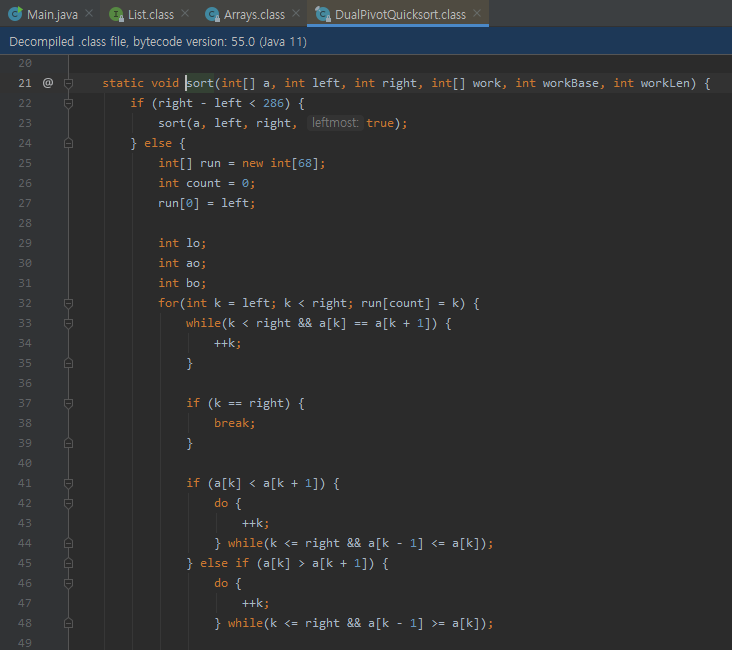 Main.java List.class Arrays.class DualPivotQuicksort.class
Decompiled .class file, bytecode version: 55.0 (Java 11)
20
21 @ static void sort(int[] a, int left, int right, int[] work, int workBase, int workLen) {
22 if (right - left < 286) {
23 sort(a, left, right, leftmost: true);
24 } else {
25 int[] run = new int[68];
26 int count = 0;
27 run[0] = left;
28
29 int lo;
30 int ao;
31 int bo;
32 for(int k = left; k < right; run[count] = k) {
33 while(k < right && a[k] == a[k + 1]) {
34 ++k;
35 }
36
37 if (k == right) {
38 break;
39 }
40
41 if (a[k] < a[k + 1]) {
42 do {
43 ++k;
44 } while(k <= right && a[k - 1] <= a[k]);
45 } else if (a[k] > a[k + 1]) {
46 do {
47 ++k;
48 } while(k <= right && a[k - 1] >= a[k]);
49